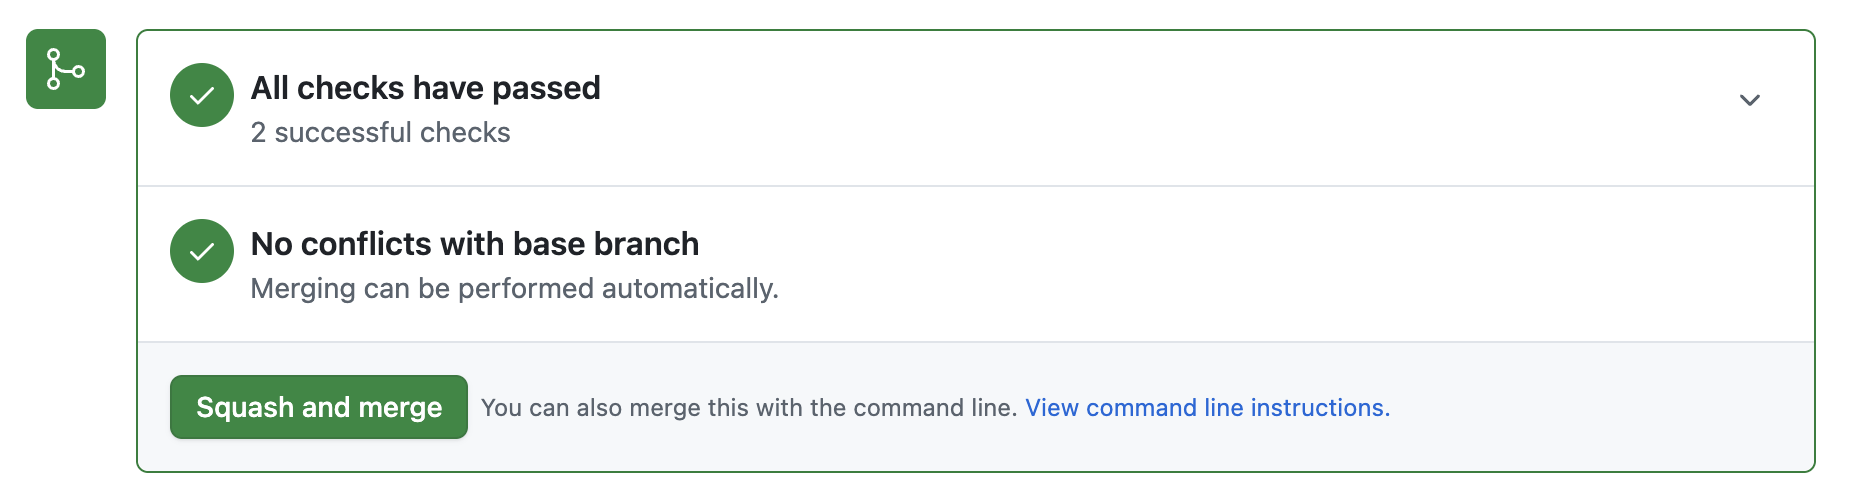 All checks have passed
2 successful checks
No conflicts with base branch
Merging can be performed automatically.
Squash and merge You can also merge this with the command line. View command line instructions.